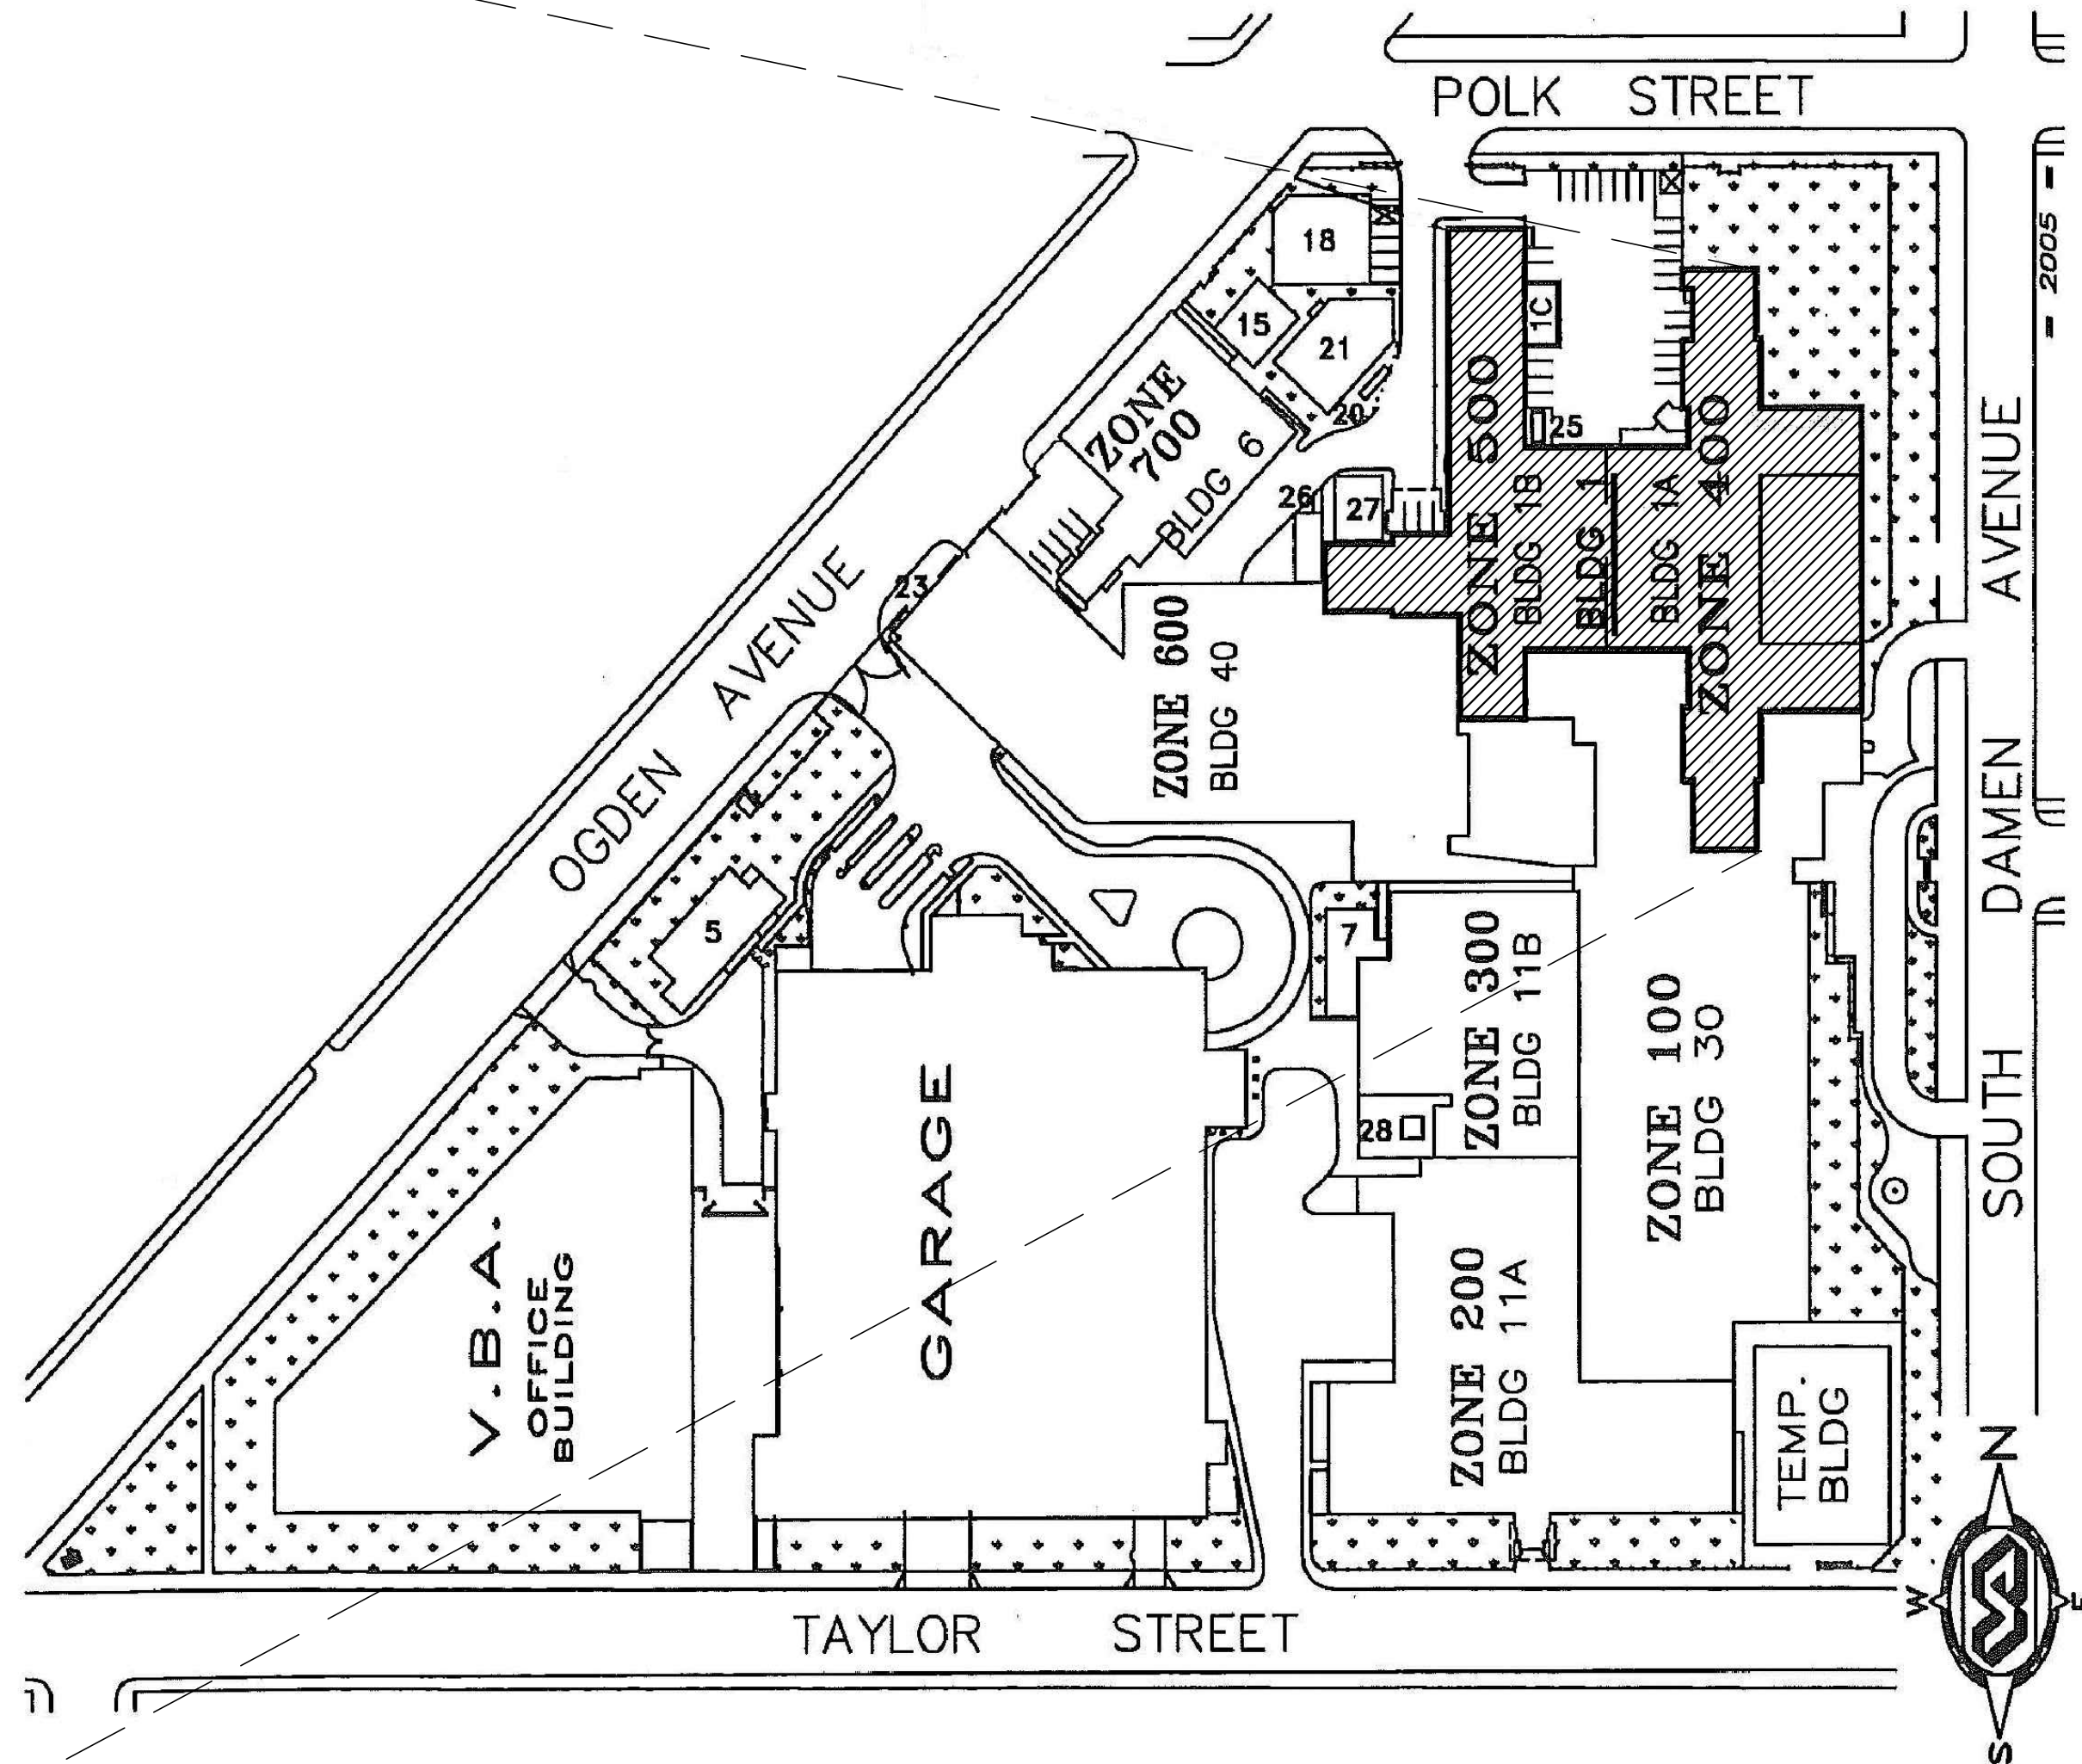 POLK STREET
- 2005 -
18
15
21
20
1C
25
ZONE
700
BLDG 6
ZONE 500
BLDG 1B
BLDG 1
BLDG 1A
ZONE 400
26
27
23
OGDEN AVENUE
ZONE 600
BLDG 40
SOUTH DAMEN AVENUE
5
7
ZONE 300
BLDG 11B
ZONE 100
BLDG 30
28
GARAGE
V.B.A.
OFFICE
BUILDING
ZONE 200
BLDG 11A
TEMP.
BLDG
TAYLOR STREET
N
W
E
S